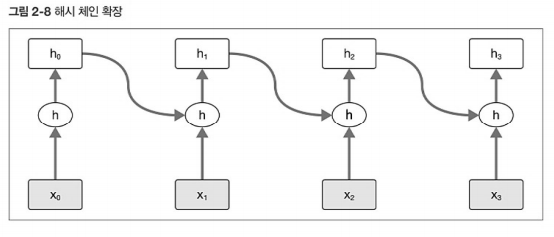 그림 2-8 해시 체인 확장
h₀ h₁ h₂ h₃
h h h h
x₀ x₁ x₂ x₃